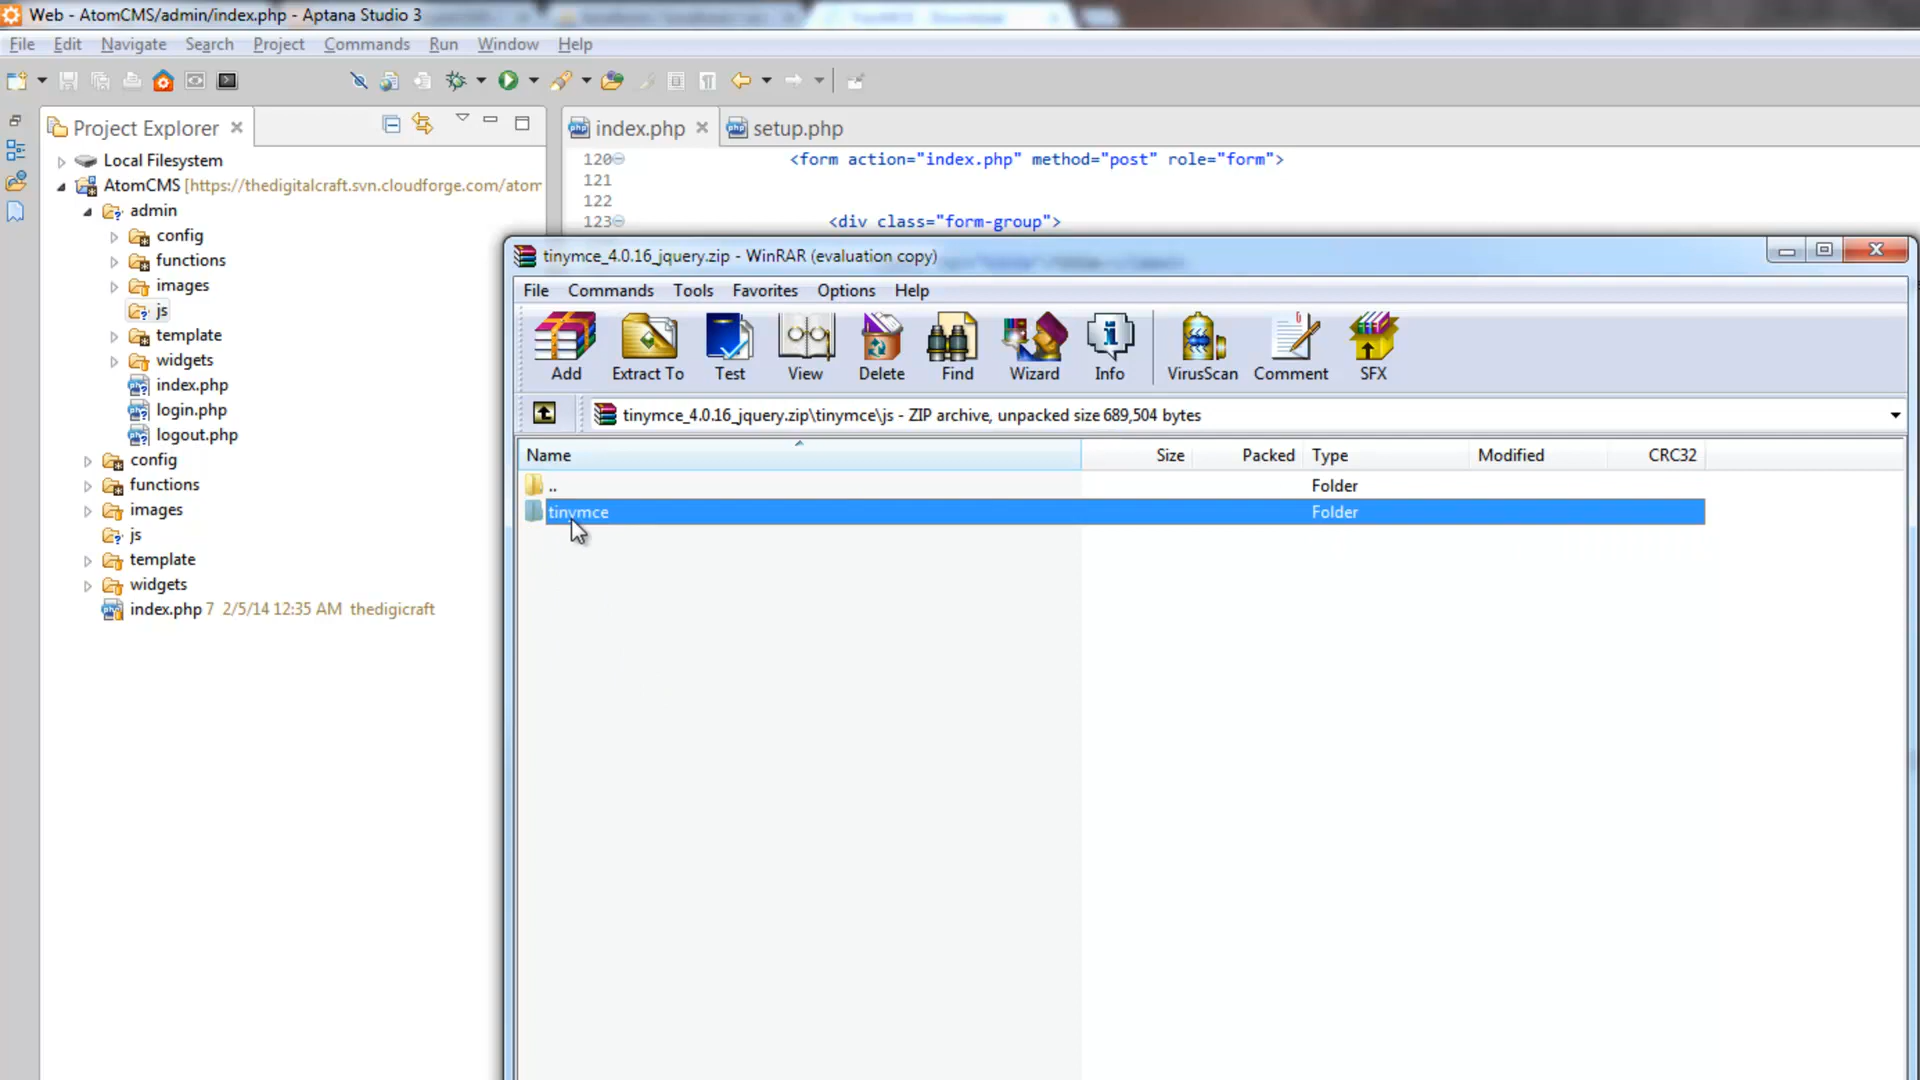 Web - AtomCMS/admin/index.php - Aptana Studio 3
File Edit Navigate Search Project Commands Run Window Help
Project Explorer
index.php
setup.php
Local Filesystem
AtomCMS [https://thedigitalcraft.svn.cloudforge.com/atom
admin
config
functions
images
js
template
widgets
index.php
login.php
logout.php
config
functions
images
js
template
widgets
index.php 7 2/5/14 12:35 AM thedigicraft
120 <form action="index.php" method="post" role="form">
121
122
123 <div class="form-group">
tinymce_4.0.16_jquery.zip - WinRAR (evaluation copy)
File Commands Tools Favorites Options Help
Add Extract To Test View Delete Find Wizard Info VirusScan Comment SFX
tinymce_4.0.16_jquery.zip\tinymce\js - ZIP archive, unpacked size 689,504 bytes
Name Size Packed Type Modified CRC32
.. Folder
tinymce Folder